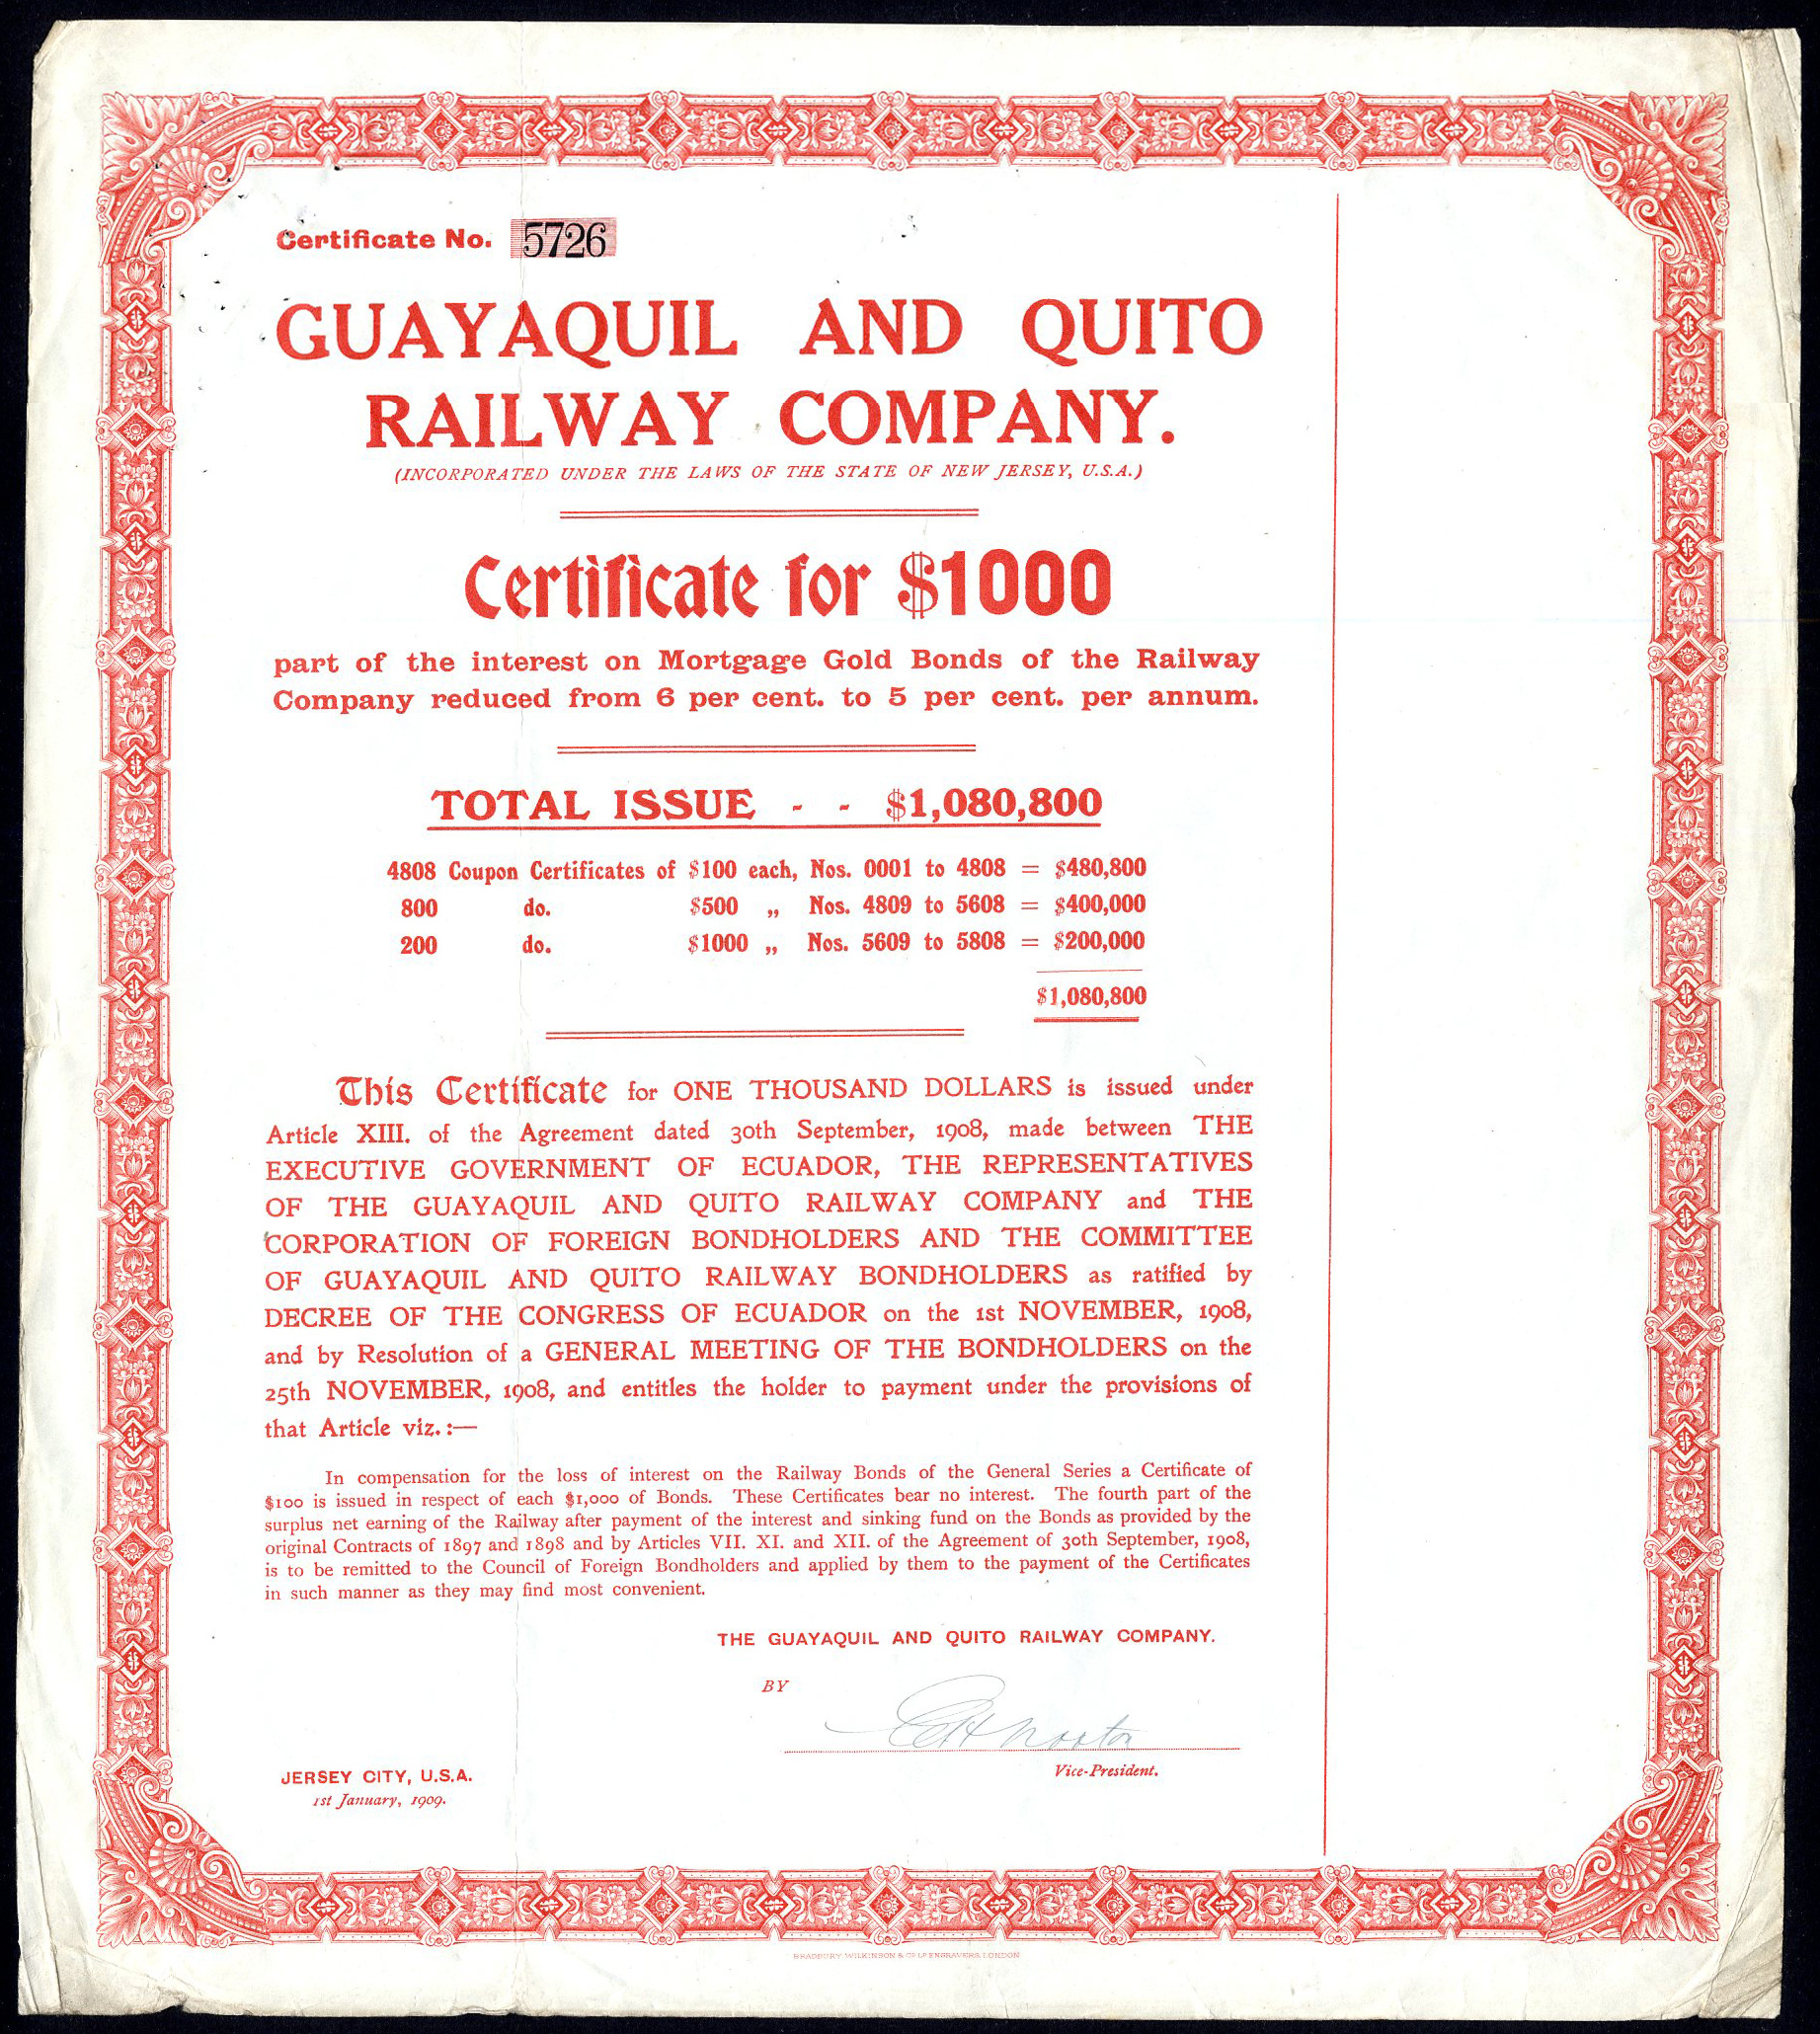 Certificate No. 5726
GUAYAQUIL AND QUITO
RAILWAY COMPANY.
(INCORPORATED UNDER THE LAWS OF THE STATE OF NEW JERSEY, U.S.A.)
Certificate for $1000
part of the interest on Mortgage Gold Bonds of the Railway
Company reduced from 6 per cent. to 5 per cent. per annum.
TOTAL ISSUE - - $1,080,800
4808 Coupon Certificates of $100 each, Nos. 0001 to 4808 = $480,800
800 do. $500 „ Nos. 4809 to 5608 = $400,000
200 do. $1000 „ Nos. 5609 to 5808 = $200,000
$1,080,800
This Certificate for ONE THOUSAND DOLLARS is issued under
Article XIII. of the Agreement dated 30th September, 1908, made between THE
EXECUTIVE GOVERNMENT OF ECUADOR, THE REPRESENTATIVES
OF THE GUAYAQUIL AND QUITO RAILWAY COMPANY and THE
CORPORATION OF FOREIGN BONDHOLDERS AND THE COMMITTEE
OF GUAYAQUIL AND QUITO RAILWAY BONDHOLDERS as ratified by
DECREE OF THE CONGRESS OF ECUADOR on the 1st NOVEMBER, 1908,
and by Resolution of a GENERAL MEETING OF THE BONDHOLDERS on the
25th NOVEMBER, 1908, and entitles the holder to payment under the provisions of
that Article viz.:—
In compensation for the loss of interest on the Railway Bonds of the General Series a Certificate of
$100 is issued in respect of each $1,000 of Bonds. These Certificates bear no interest. The fourth part of the
surplus net earning of the Railway after payment of the interest and sinking fund on the Bonds as provided by the
original Contracts of 1897 and 1898 and by Articles VII. XI. and XII. of the Agreement of 30th September, 1908,
is to be remitted to the Council of Foreign Bondholders and applied by them to the payment of the Certificates
in such manner as they may find most convenient.
THE GUAYAQUIL AND QUITO RAILWAY COMPANY.
BY
Norton
Vice-President.
JERSEY CITY, U.S.A.
1st January, 1909.
BRADBURY WILKINSON & Co Ld ENGRAVERS, LONDON